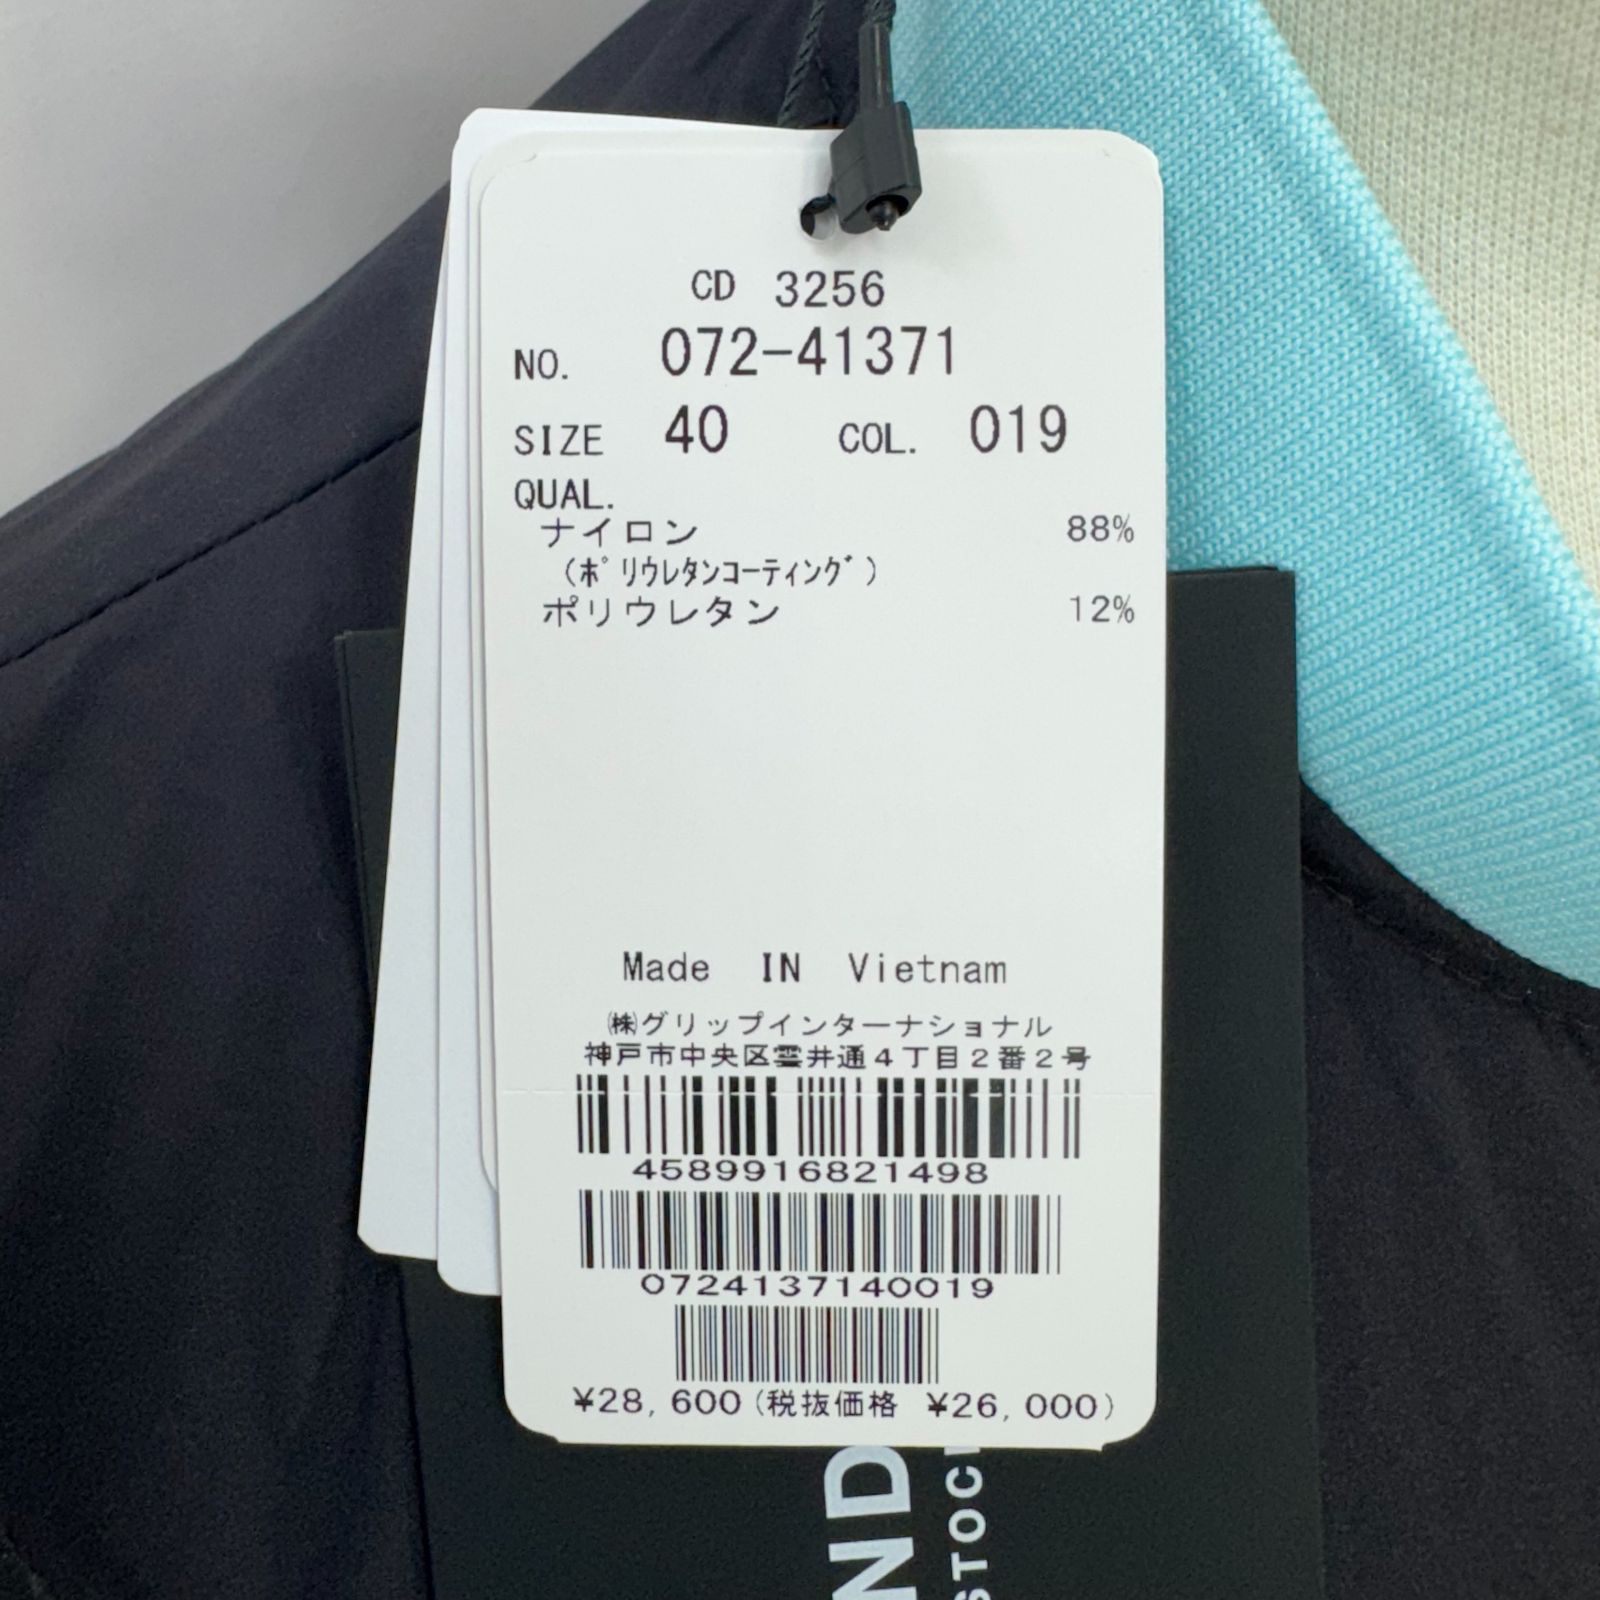 CD 3256
NO. 072-41371
SIZE 40 COL. 019
QUAL.
ナイロン 88%
(ﾎﾟﾘｳﾚﾀﾝｺｰﾃｨﾝｸﾞ)
ポリウレタン 12%
Made IN Vietnam
㈱グリップインターナショナル
神戸市中央区雲井通4丁目2番2号
4589916821498
0724137140019
¥28,600(税抜価格 ¥26,000)
ND
STOC